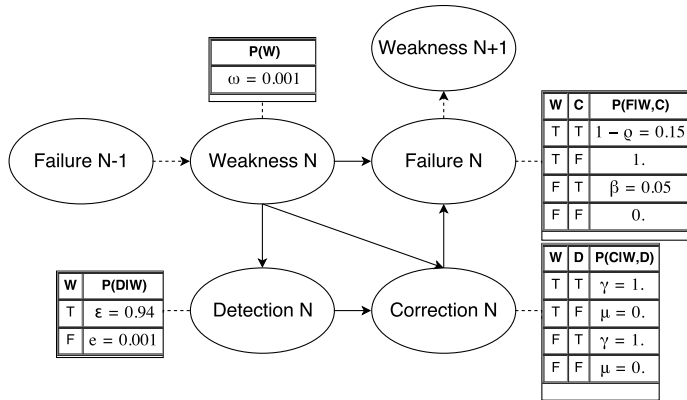 Weakness N+1
P(W)
ω = 0.001
W C P(F|W,C)
T T 1 − ϱ = 0.15
T F 1.
F T β = 0.05
F F 0.
Failure N-1
Weakness N
Failure N
W D P(C|W,D)
T T γ = 1.
T F μ = 0.
F T γ = 1.
F F μ = 0.
W P(D|W)
T ε = 0.94
F e = 0.001
Detection N
Correction N